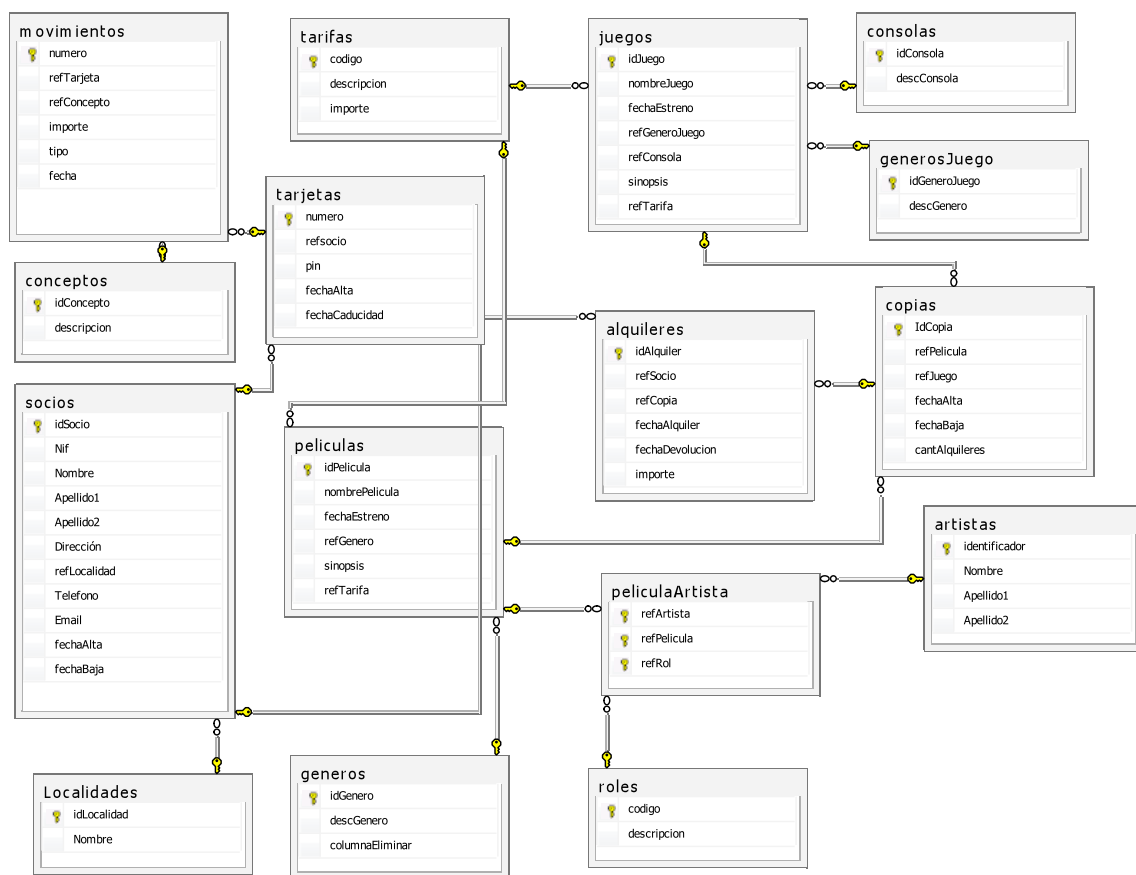 movimientos
numero
refTarjeta
refConcepto
importe
tipo
fecha
tarifas
codigo
descripcion
importe
juegos
idJuego
nombreJuego
fechaEstreno
refGeneroJuego
refConsola
sinopsis
refTarifa
consolas
idConsola
descConsola
generosJuego
idGeneroJuego
descGenero
tarjetas
numero
refsocio
pin
fechaAlta
fechaCaducidad
conceptos
idConcepto
descripcion
alquileres
idAlquiler
refSocio
refCopia
fechaAlquiler
fechaDevolucion
importe
copias
IdCopia
refPelicula
refJuego
fechaAlta
fechaBaja
cantAlquileres
socios
idSocio
Nif
Nombre
Apellido1
Apellido2
Dirección
refLocalidad
Telefono
Email
fechaAlta
fechaBaja
peliculas
idPelicula
nombrePelicula
fechaEstreno
refGenero
sinopsis
refTarifa
artistas
identificador
Nombre
Apellido1
Apellido2
peliculaArtista
refArtista
refPelicula
refRol
Localidades
idLocalidad
Nombre
generos
idGenero
descGenero
columnaEliminar
roles
codigo
descripcion